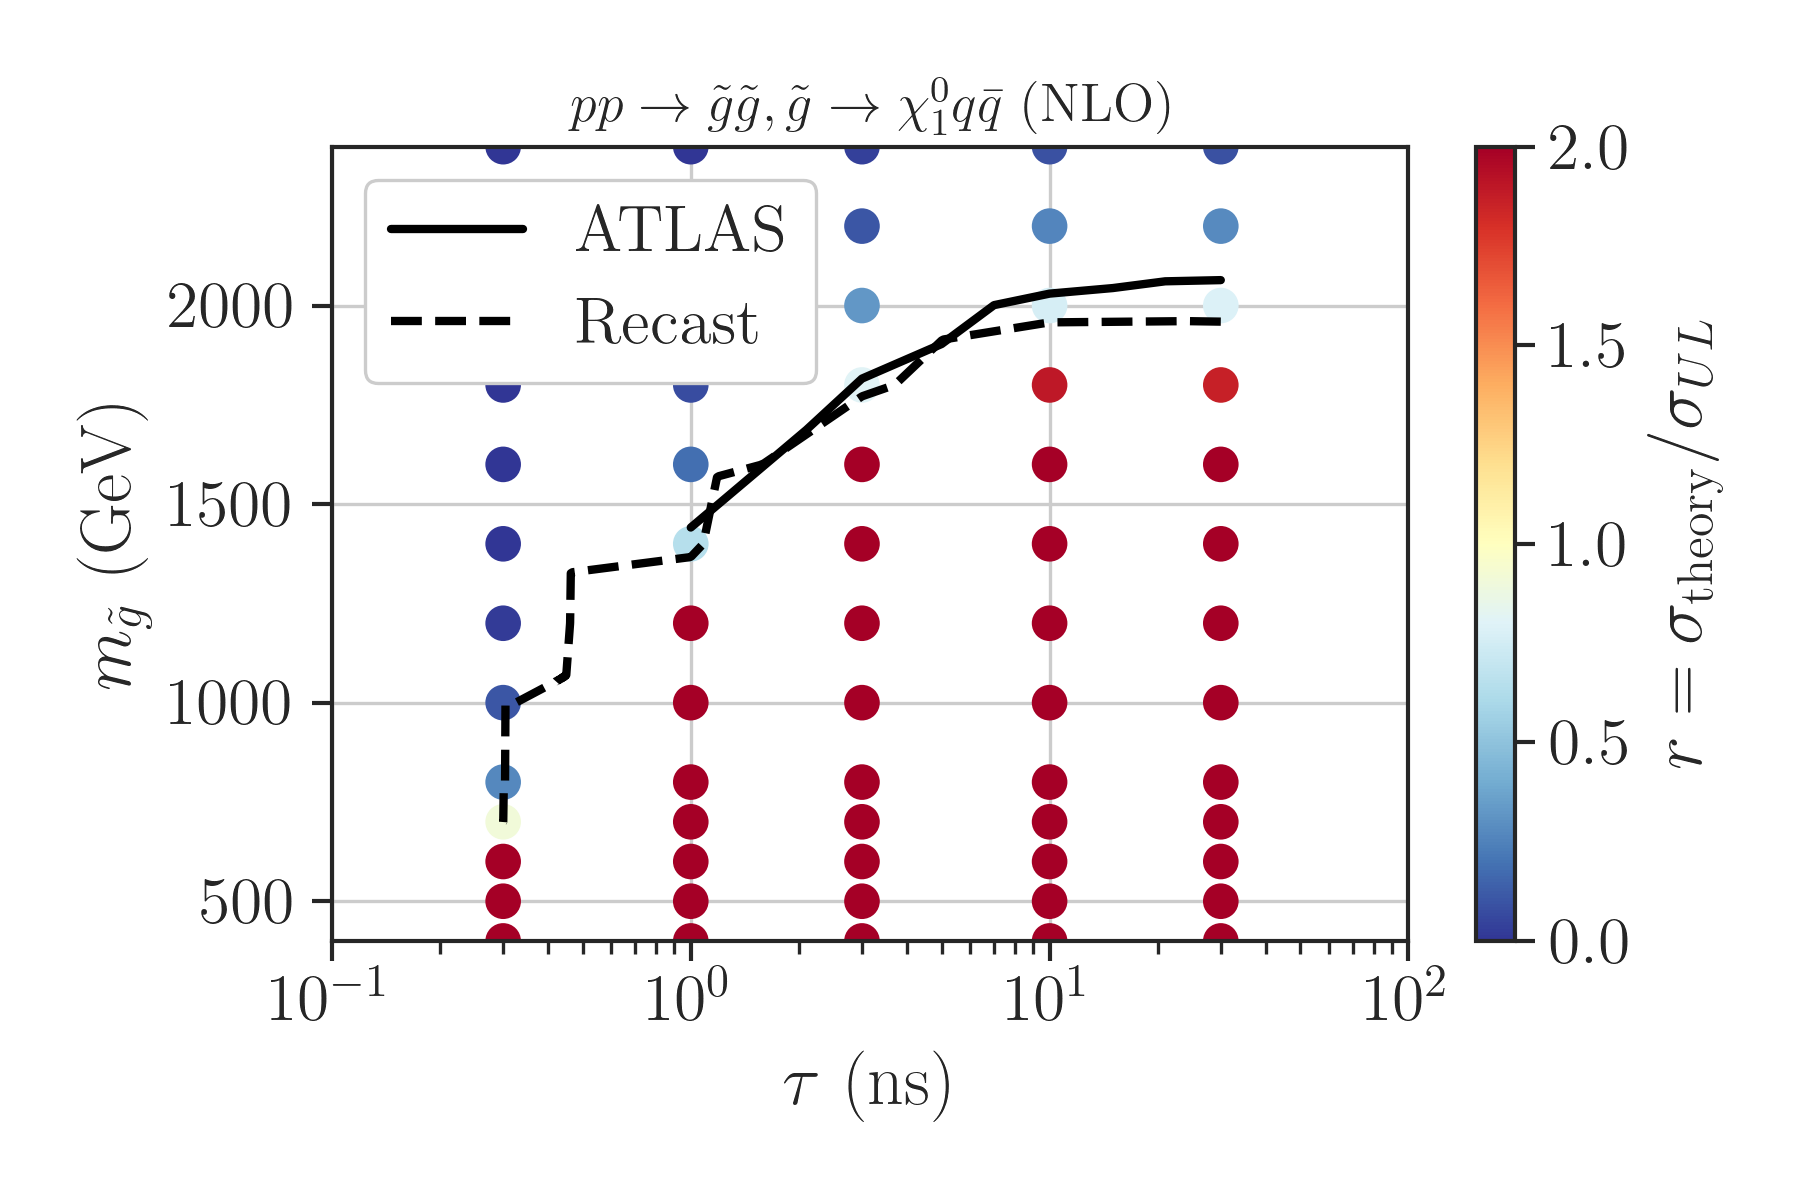 pp → g̃g̃, g̃ → χ₁⁰qq̄ (NLO)
ATLAS
Recast
2000
1500
1000
500
m_g̃ (GeV)
10⁻¹ 10⁰ 10¹ 10²
τ (ns)
2.0
1.5
1.0
0.5
0.0
r = σ_theory/σ_UL